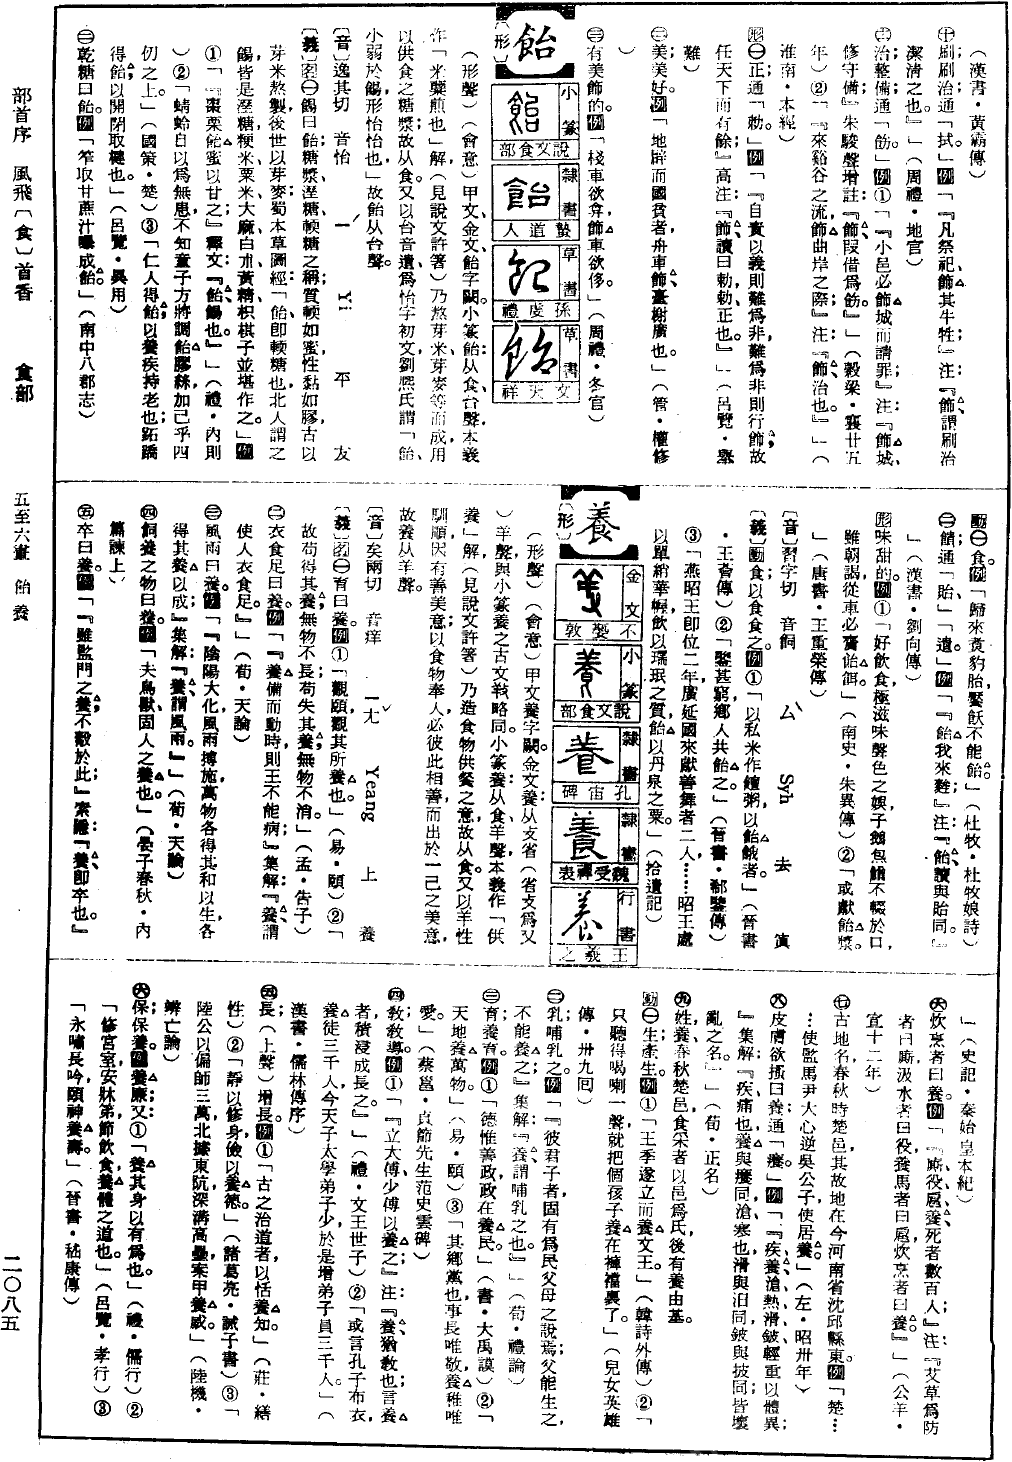 （漢書・黃霸傳）
㊉刷刷治通「拭」。例「『凡祭祀飾其牛牲』；注：『飾謂刷治
潔清之也』」（周禮・地官）
治整備通「飭」。例①「『小邑必飾城而請罪』注：『飾城，
修守備』朱駿聲增註：『飾叚借爲飭』」（穀梁・襄廿五
年）②「『來谿谷之流，飾曲岸之際』注：『飾治也』」（
淮南・本經）
形㊀正通「勅」。例「『自責以義則難爲非，難爲非則行飾；故
任天下而有餘』高注：『飾讀曰勅，勅正也。』」（呂覽・舉
難）
㊁美；美好。例「地辟而國貧者，舟車飾，臺榭廣也。」（管・權修
）
㊂有美飾的。例「棧車欲弇，飾車欲侈。」（周禮・冬官）
飴
〔形〕
小篆 說文食部
隸書 蟄道人
草書 孫虔禮
草書 文天祥
（形聲）（會意）甲文、金文飴字闕。小篆飴从食、台聲，本義
作「米糱煎也」解（見說文許箸）乃熬芽米、芽麥等而成，用
以供食之糖漿，故从食。又以台音遺，爲怡字初文，劉熙氏謂「飴，
小弱於餳，形怡怡也」故飴从台聲。
〔音〕逸其切 音怡 ㄧˊ Yi 平 支
〔義〕名㊀餳曰飴，糖漿、溼糖、輭糖之稱，質輭如蜜，性黏如膠，古以
芽米熬製，後世以芽麥，蜀本草圖經：「飴卽輭糖也，北人謂之
餳，皆是溼糖；稉米、粟米、大麻、白朮、黃精、枳椇子並堪作之。」例
①「『棗栗飴蜜以甘之』釋文：『飴餳也。』」（禮・內則
）②「蜻蛉自以爲無患，不知童子方將調飴膠絲，加己乎四
仞之上。」（國策・楚）③「仁人得飴，以養疾持老也；跖蹻
得飴，以開閉取楗也。」（呂覽・異用）
㊁乾糖曰飴。例「笮取甘蔗汁曝成飴」（南中八郡志）
動㊀食。例「歸來煑豹胎，饜飫不能飴。」（杜牧・杜牧娘詩）
㊁餽，通「貽」、「遺」。例「『飴我來麰』注：『飴讀與貽同。』
」（漢書・劉向傳）
形味甜的。例①「好飲食，極滋味聲色之娛，子鵝炰鰌不輟於口，
雖朝謁，從車必齎飴餌。」（南史・朱异傳）②「或獻飴漿。
」（唐書・王重榮傳）
〔音〕習字切 音飼 ㄙˋ Syh 去 寘
〔義〕動食；以食食之。例①「以私米作饘粥，以飴餓者。」（晉書
・王薈傳）②「鑒甚窮，鄉人共飴之。」（晉書・郗鑒傳）
③「燕昭王卽位二年，廣延國來獻善舞者二人……昭王處
以單綃華幄，飲以瓀珉之質，飴以丹泉之粟。」（拾遺記）
養
〔形〕
金文 不𡢁敦
小篆 說文食部
隸書 孔宙碑
隸書 魏受禪表
行書 王羲之
（形聲）（會意）甲文養字闕。金文養：从攴省（省攴爲又
）羊聲；與小篆養之古文𢼝略同。小篆養：从食、羊聲，本義作「供
養」解（見說文許箸）乃造食物供餐之意，故从食。又以羊性
馴順，因有善美意，以食物奉人必彼此相善，而出於一己之美意，
故養从羊聲。
〔音〕矣兩切 音痒 ㄧㄤˇ Yeang 上 養
〔義〕名㊀育曰養。例①「觀頤，觀其所養也。」（易・頤）②「
故苟得其養，無物不長；苟失其養，無物不消。」（孟・告子）
㊁衣食足曰養。例「『養備而動時，則王不能病』集解：『養謂
使人衣食足』」（荀・天論）
㊂風雨曰養。例「『陰陽大化，風雨博施，萬物各得其和以生，各
得其養以成』集解：『養謂風雨。』」（荀・天論）
㊃飼養之物曰養。例「夫鳥獸固人之養也。」（晏子春秋・內
篇諫上）
㊄卒曰養。例「『雖監門之養，不觳於此』；索隱：『養卽卒也。』
」（史記・秦始皇本紀）
㊅炊烹者曰養。例「『廝役扈養死者數百人』；注：『艾草爲防
者曰廝，汲水者曰役，養馬者曰扈，炊烹者曰養』」（公羊・
宣十二年）
㊆古地名，春秋時楚邑，其故地在今河南省沈邱縣東。例「楚…
…使監馬尹大心逆吳公子，使居養。」（左・昭卅年）
㊇皮膚欲搔曰養，通「癢」。例「『疾、養、凔、熱、滑、鈹、輕、重以體異；
』集解：『疾痛也，養與癢同，凔寒也，滑與汩同，鈹與披同，皆壞
亂之名』」（荀・正名）
㊈姓，養，春秋楚邑，食采者以邑爲氏，後有養由基。
動㊀生產；生。例①「王季遂立，而養文王。」（韓詩外傳）②「
只聽得喝喇一聲，就把個孩子養在褲襠裏了。」（兒女英雄
傳・卅九回）
㊁乳哺；乳之。例「『彼君子者，固有爲民父母之說焉；父能生之，
不能養之』；集解：『養謂哺乳之也』」（荀・禮論）
㊂育；養育。例①「德惟善政，政在養民。」（書・大禹謨）②「
天地養萬物。」（易・頤）③「其鄉黨也，事長唯敬，養稚唯
愛。」（蔡邕・貞節先生范史雲碑）
㊃教；教導。例①「『立太傅、少傅以養之』注：『養猶教也，言養
者積浸成長之。』」（禮・文王世子）②「或言孔子布衣，
養徒三千人，今天子太學弟子少，於是增弟子員三千人。」（
漢書・儒林傳序）
㊄長（上聲）增長。例①「古之治道者，以恬養知」（莊・繕
性）②「靜以修身，儉以養德。」（諸葛亮・誡子書）③「
陸公以偏師三萬，北據東阬，深溝高壘，案甲養威」（陸機・
辨亡論）
㊅保；保養。例養廉；又①「養其身以有爲也。」（禮・儒行）②
「修宮室，安牀笫，節飲食，養體之道也。」（呂覽・孝行）③
「永嘯長吟，頤神養壽。」（晉書・嵇康傳）
部首序 風飛〔食〕首香 食部 五至六畫 飴養 二〇八五